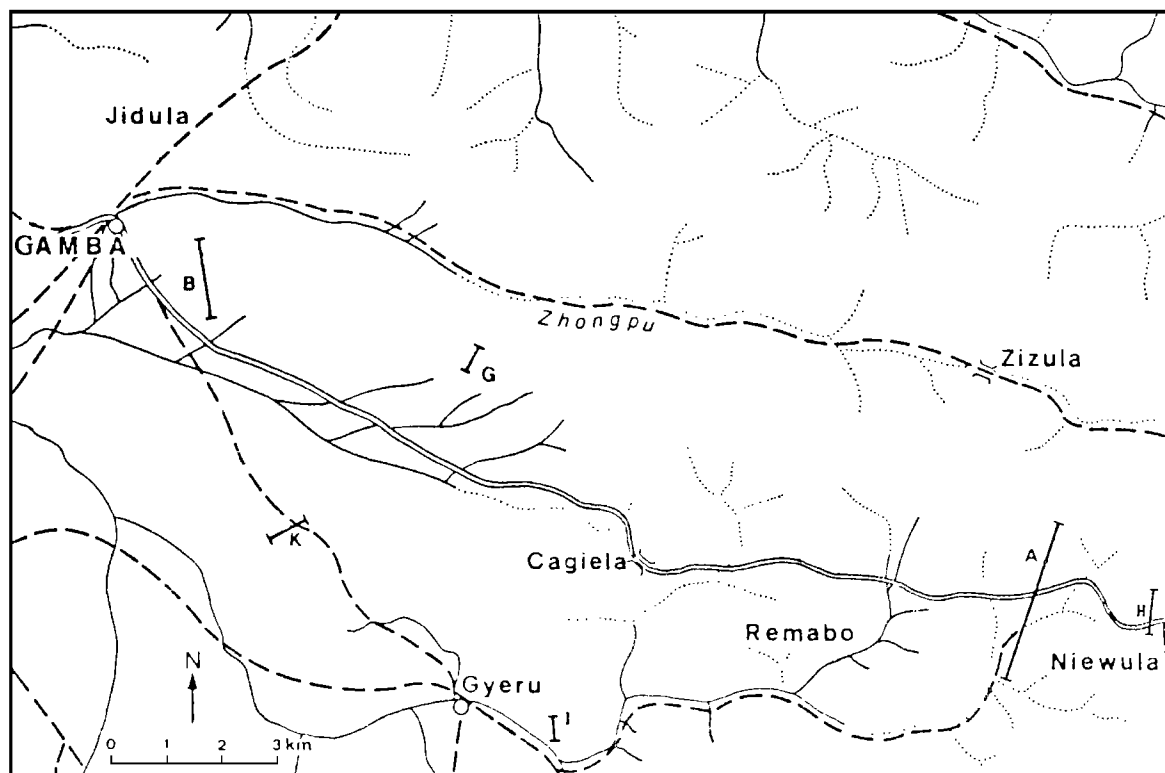 Jidula
GAMBA
B
Zhongpu
Zizula
G
K
Cagiela
A
H
Remabo
Niewula
N
Gyeru
I
0 1 2 3 km